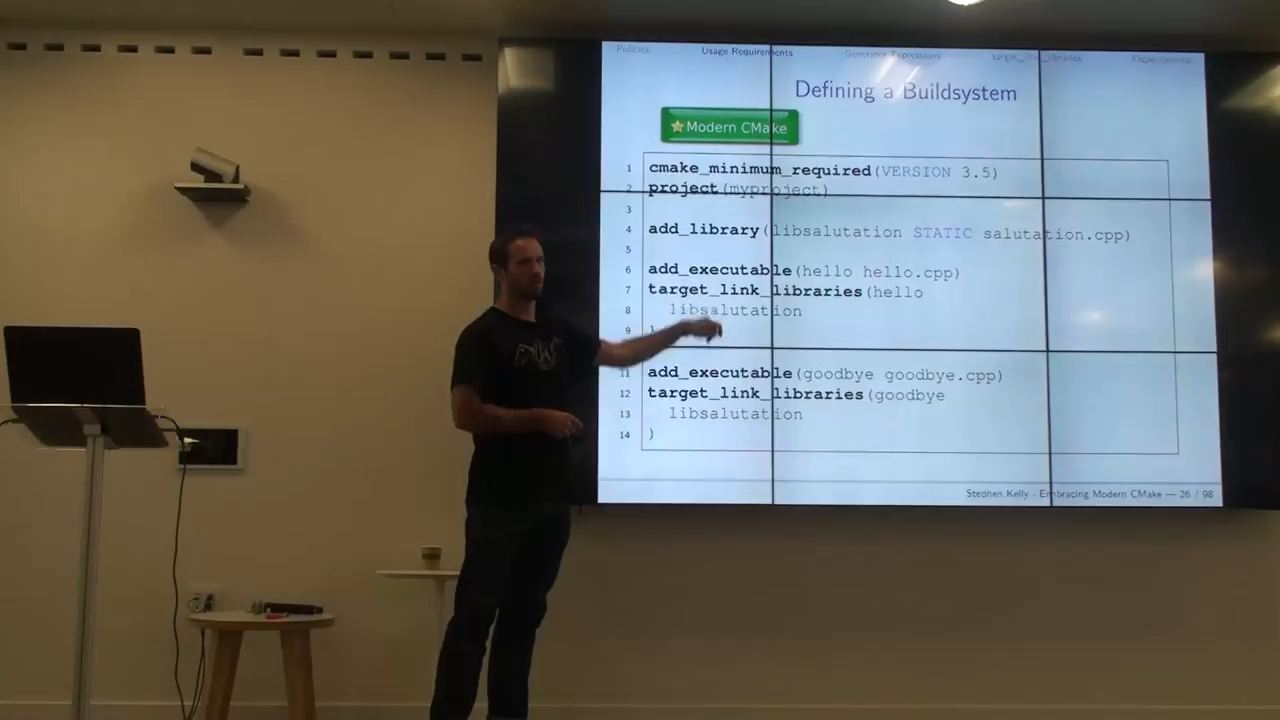 Policies Usage Requirements Generator Expressions target_link_libraries Dependencies
Defining a Buildsystem
Modern CMake
1 cmake_minimum_required(VERSION 3.5)
2 project(myproject)
3
4 add_library(libsalutation STATIC salutation.cpp)
5
6 add_executable(hello hello.cpp)
7 target_link_libraries(hello
8 libsalutation
9 )
11 add_executable(goodbye goodbye.cpp)
12 target_link_libraries(goodbye
13 libsalutation
14 )
Stephen Kelly - Embracing Modern CMake — 26 / 98